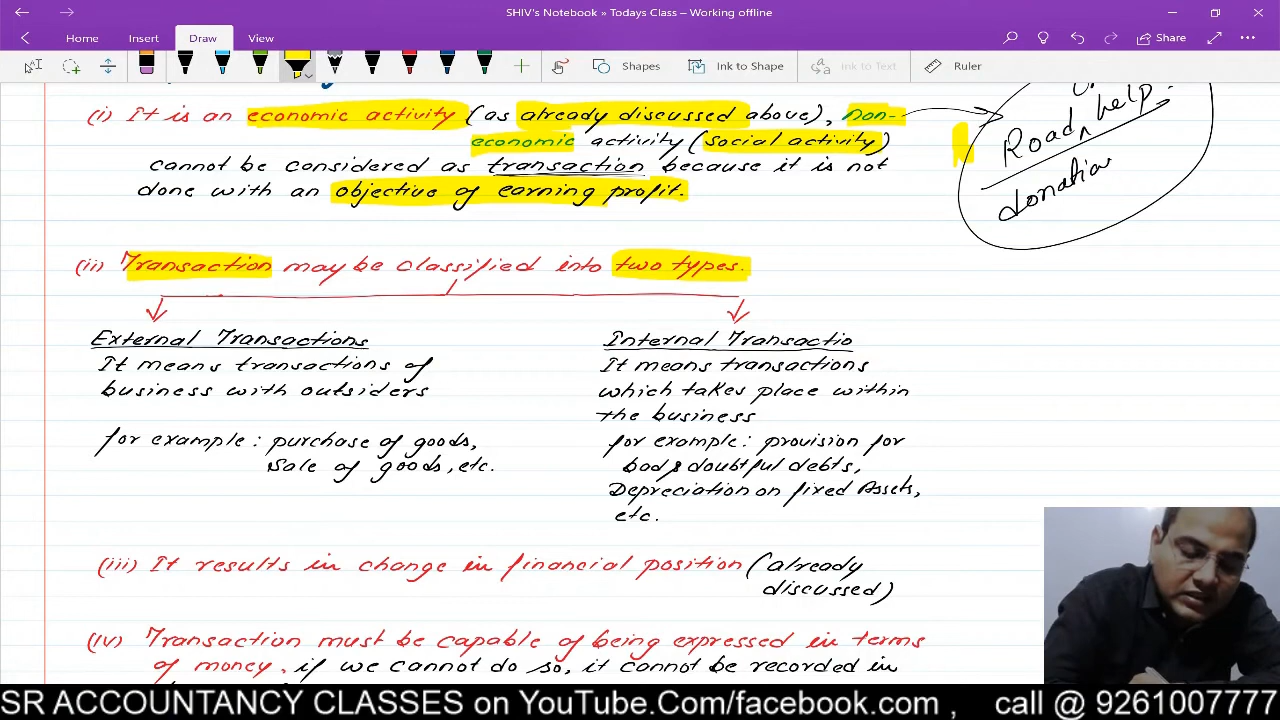 SHIV's Notebook » Todays Class – Working offline
Home Insert Draw View
Share
Shapes Ink to Shape Ink to Text Ruler
(i) It is an economic activity (as already discussed above), non-
economic activity (social activity)
cannot be considered as transaction because it is not
done with an objective of earning profit.
Road help.
donation
(ii) Transaction may be classified into two types.
External Transactions
It means transactions of
business with outsiders
for example: purchase of goods,
Sale of goods, etc.
Internal Transactio
It means transactions
which takes place within
the business
for example: provision for
bad & doubtful debts,
Depreciation on fixed Assets,
etc.
(iii) It results in change in financial position (already
discussed)
(iv) Transaction must be capable of being expressed in terms
of money. if we cannot do so, it cannot be recorded in
SR ACCOUNTANCY CLASSES on YouTube.Com/facebook.com , call @ 9261007777